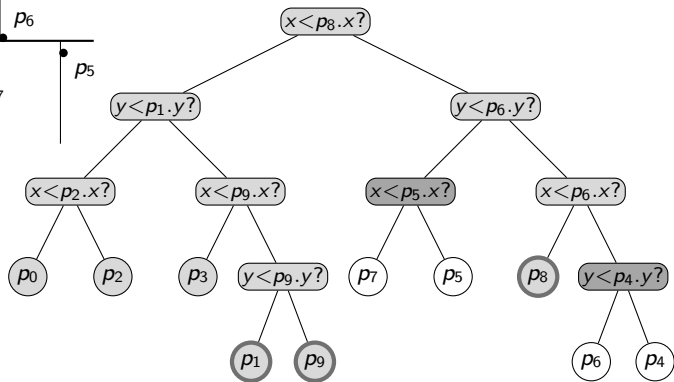 x<p₈.x?
p₆
p₅
y<p₁.y?
y<p₆.y?
x<p₂.x?
x<p₉.x?
x<p₅.x?
x<p₆.x?
p₀
p₂
p₃
y<p₉.y?
p₇
p₅
p₈
y<p₄.y?
p₁
p₉
p₆
p₄